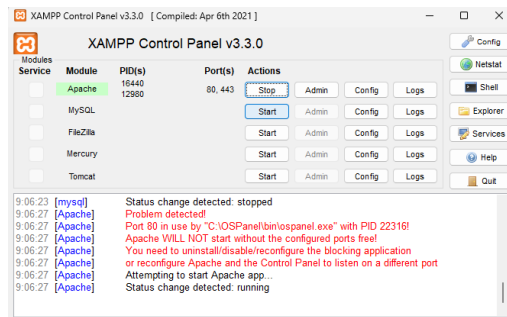 XAMPP Control Panel v3.3.0 [ Compiled: Apr 6th 2021 ]
XAMPP Control Panel v3.3.0
Config
Modules
Service Module PID(s) Port(s) Actions
Netstat
Apache 16440 12980 80, 443 Stop Admin Config Logs
Shell
MySQL Start Admin Config Logs
Explorer
FileZilla Start Admin Config Logs
Services
Mercury Start Admin Config Logs
Help
Tomcat Start Admin Config Logs
Quit
9:06:23 [mysql] Status change detected: stopped
9:06:27 [Apache] Problem detected!
9:06:27 [Apache] Port 80 in use by "C:\OSPanel\bin\ospanel.exe" with PID 22316!
9:06:27 [Apache] Apache WILL NOT start without the configured ports free!
9:06:27 [Apache] You need to uninstall/disable/reconfigure the blocking application
9:06:27 [Apache] or reconfigure Apache and the Control Panel to listen on a different port
9:06:27 [Apache] Attempting to start Apache app...
9:06:27 [Apache] Status change detected: running